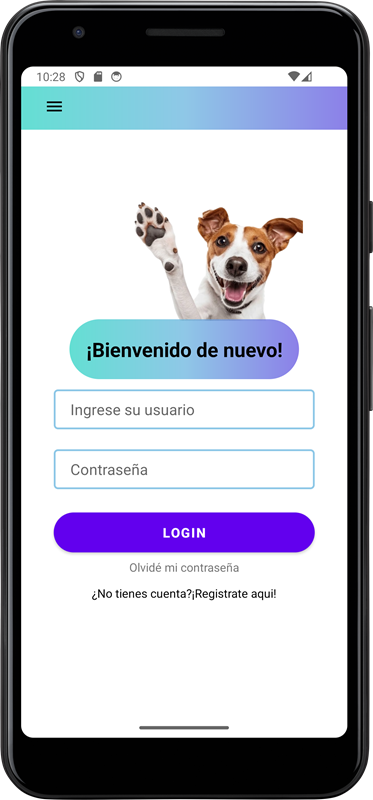 10:28
¡Bienvenido de nuevo!
Ingrese su usuario
Contraseña
LOGIN
Olvidé mi contraseña
¿No tienes cuenta?¡Registrate aqui!